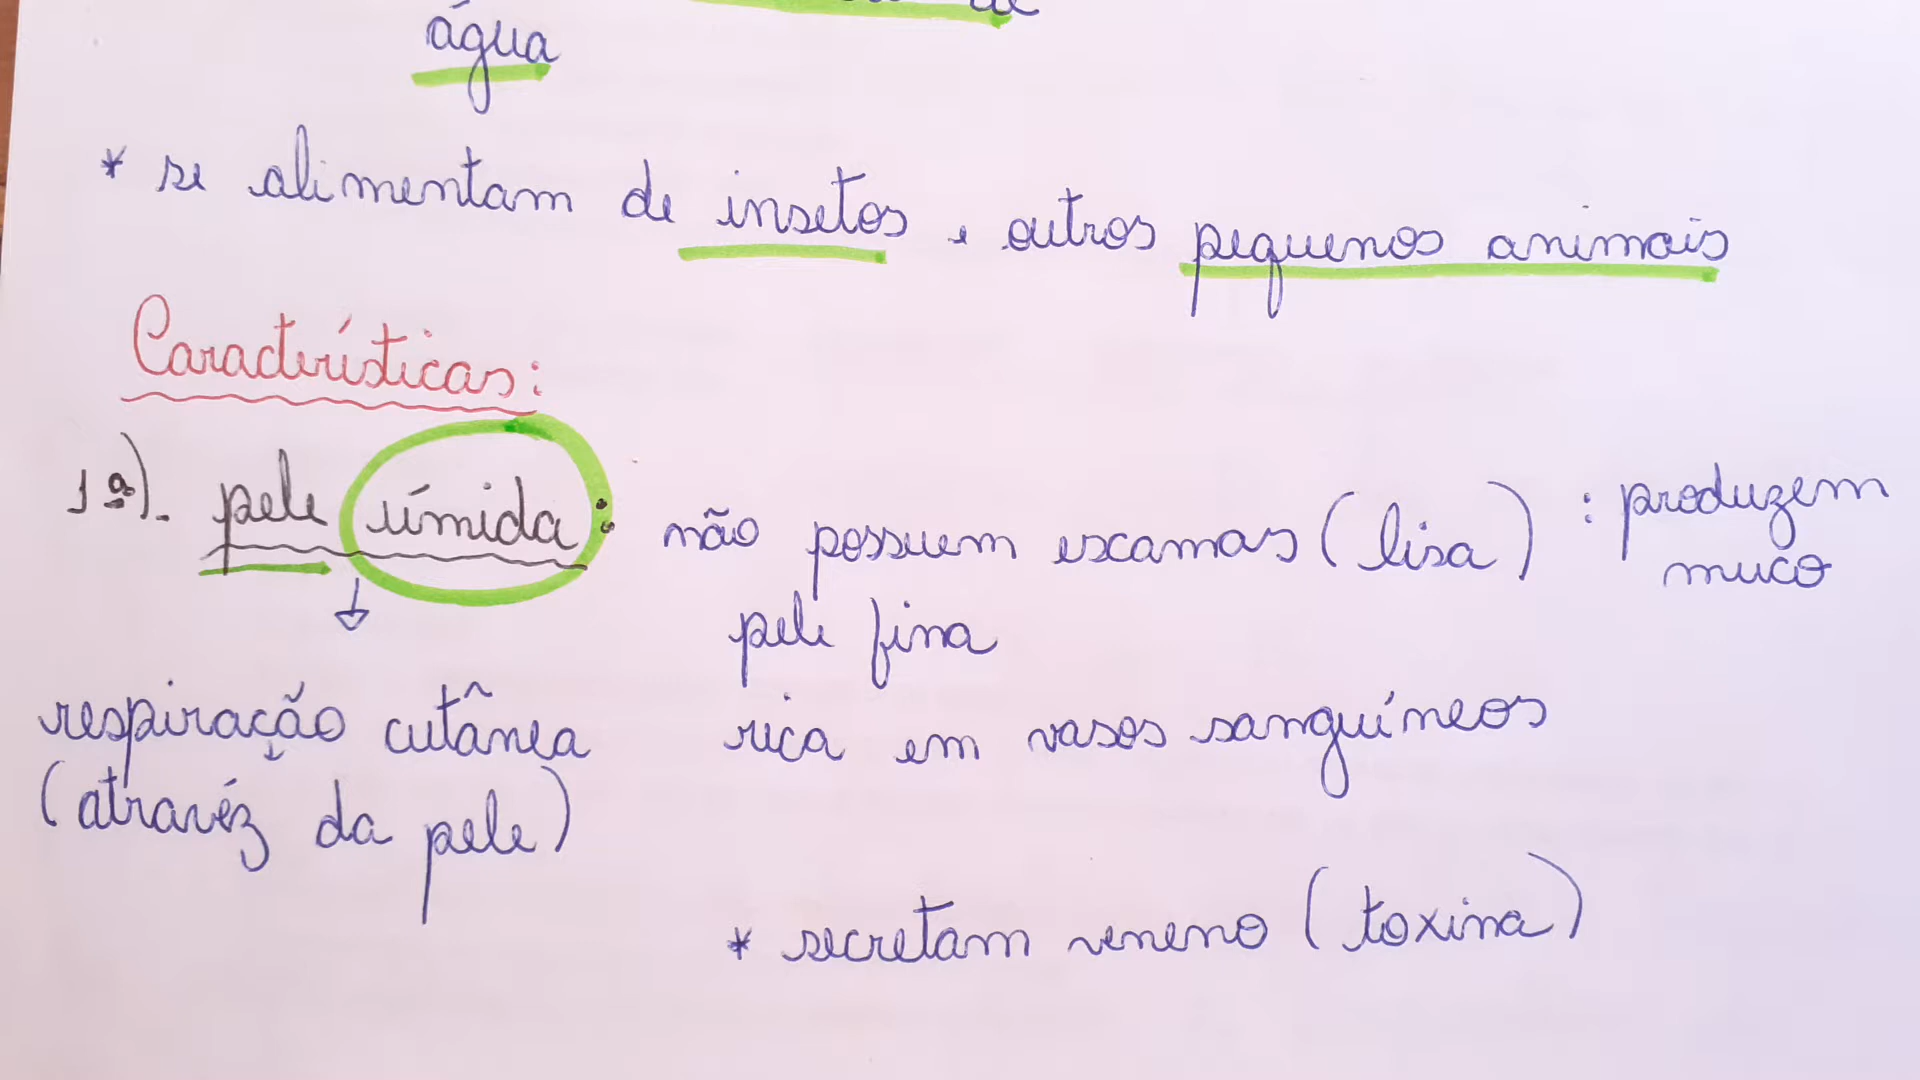 água
* se alimentam de insetos e outros pequenos animais
Características:
1ª). pele úmida: não possuem escamas (lisa) : produzem
muco
pele fina
respiração cutânea
rica em vasos sanguíneos
(atravéz da pele)
* secretam veneno (toxina)